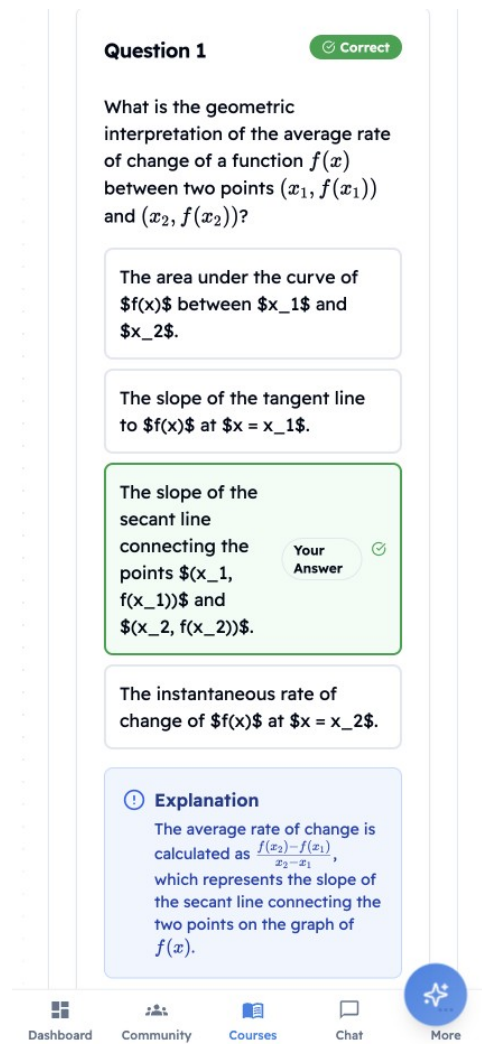 Question 1
Correct
What is the geometric
interpretation of the average rate
of change of a function f(x)
between two points (x₁, f(x₁))
and (x₂, f(x₂))?
The area under the curve of
$f(x)$ between $x_1$ and
$x_2$.
The slope of the tangent line
to $f(x)$ at $x = x_1$.
The slope of the
secant line
connecting the
points $(x_1,
f(x_1))$ and
$(x_2, f(x_2))$.
Your
Answer
The instantaneous rate of
change of $f(x)$ at $x = x_2$.
Explanation
The average rate of change is
calculated as \frac{f(x_2)-f(x_1)}{x_2-x_1},
which represents the slope of
the secant line connecting the
two points on the graph of
f(x).
Dashboard
Community
Courses
Chat
More